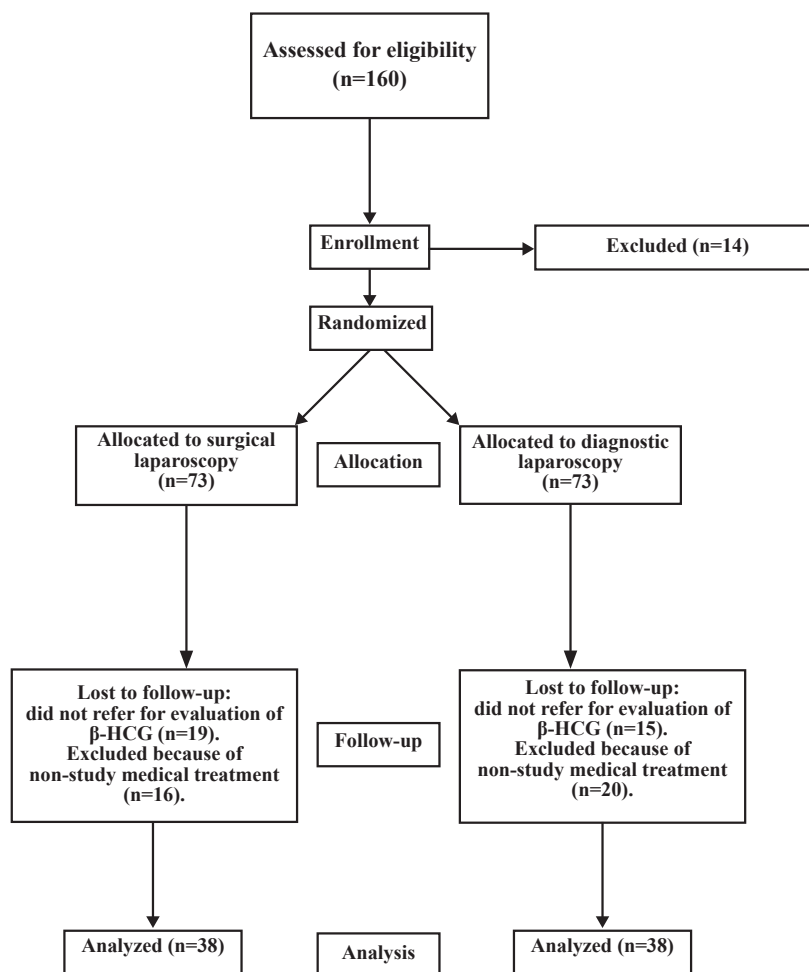 Assessed for eligibility
(n=160)
Enrollment
Excluded (n=14)
Randomized
Allocated to surgical
laparoscopy
(n=73)
Allocation
Allocated to diagnostic
laparoscopy
(n=73)
Lost to follow-up:
did not refer for evaluation of
β-HCG (n=19).
Excluded because of
non-study medical treatment
(n=16).
Follow-up
Lost to follow-up:
did not refer for evaluation of
β-HCG (n=15).
Excluded because of
non-study medical treatment
(n=20).
Analyzed (n=38)
Analysis
Analyzed (n=38)